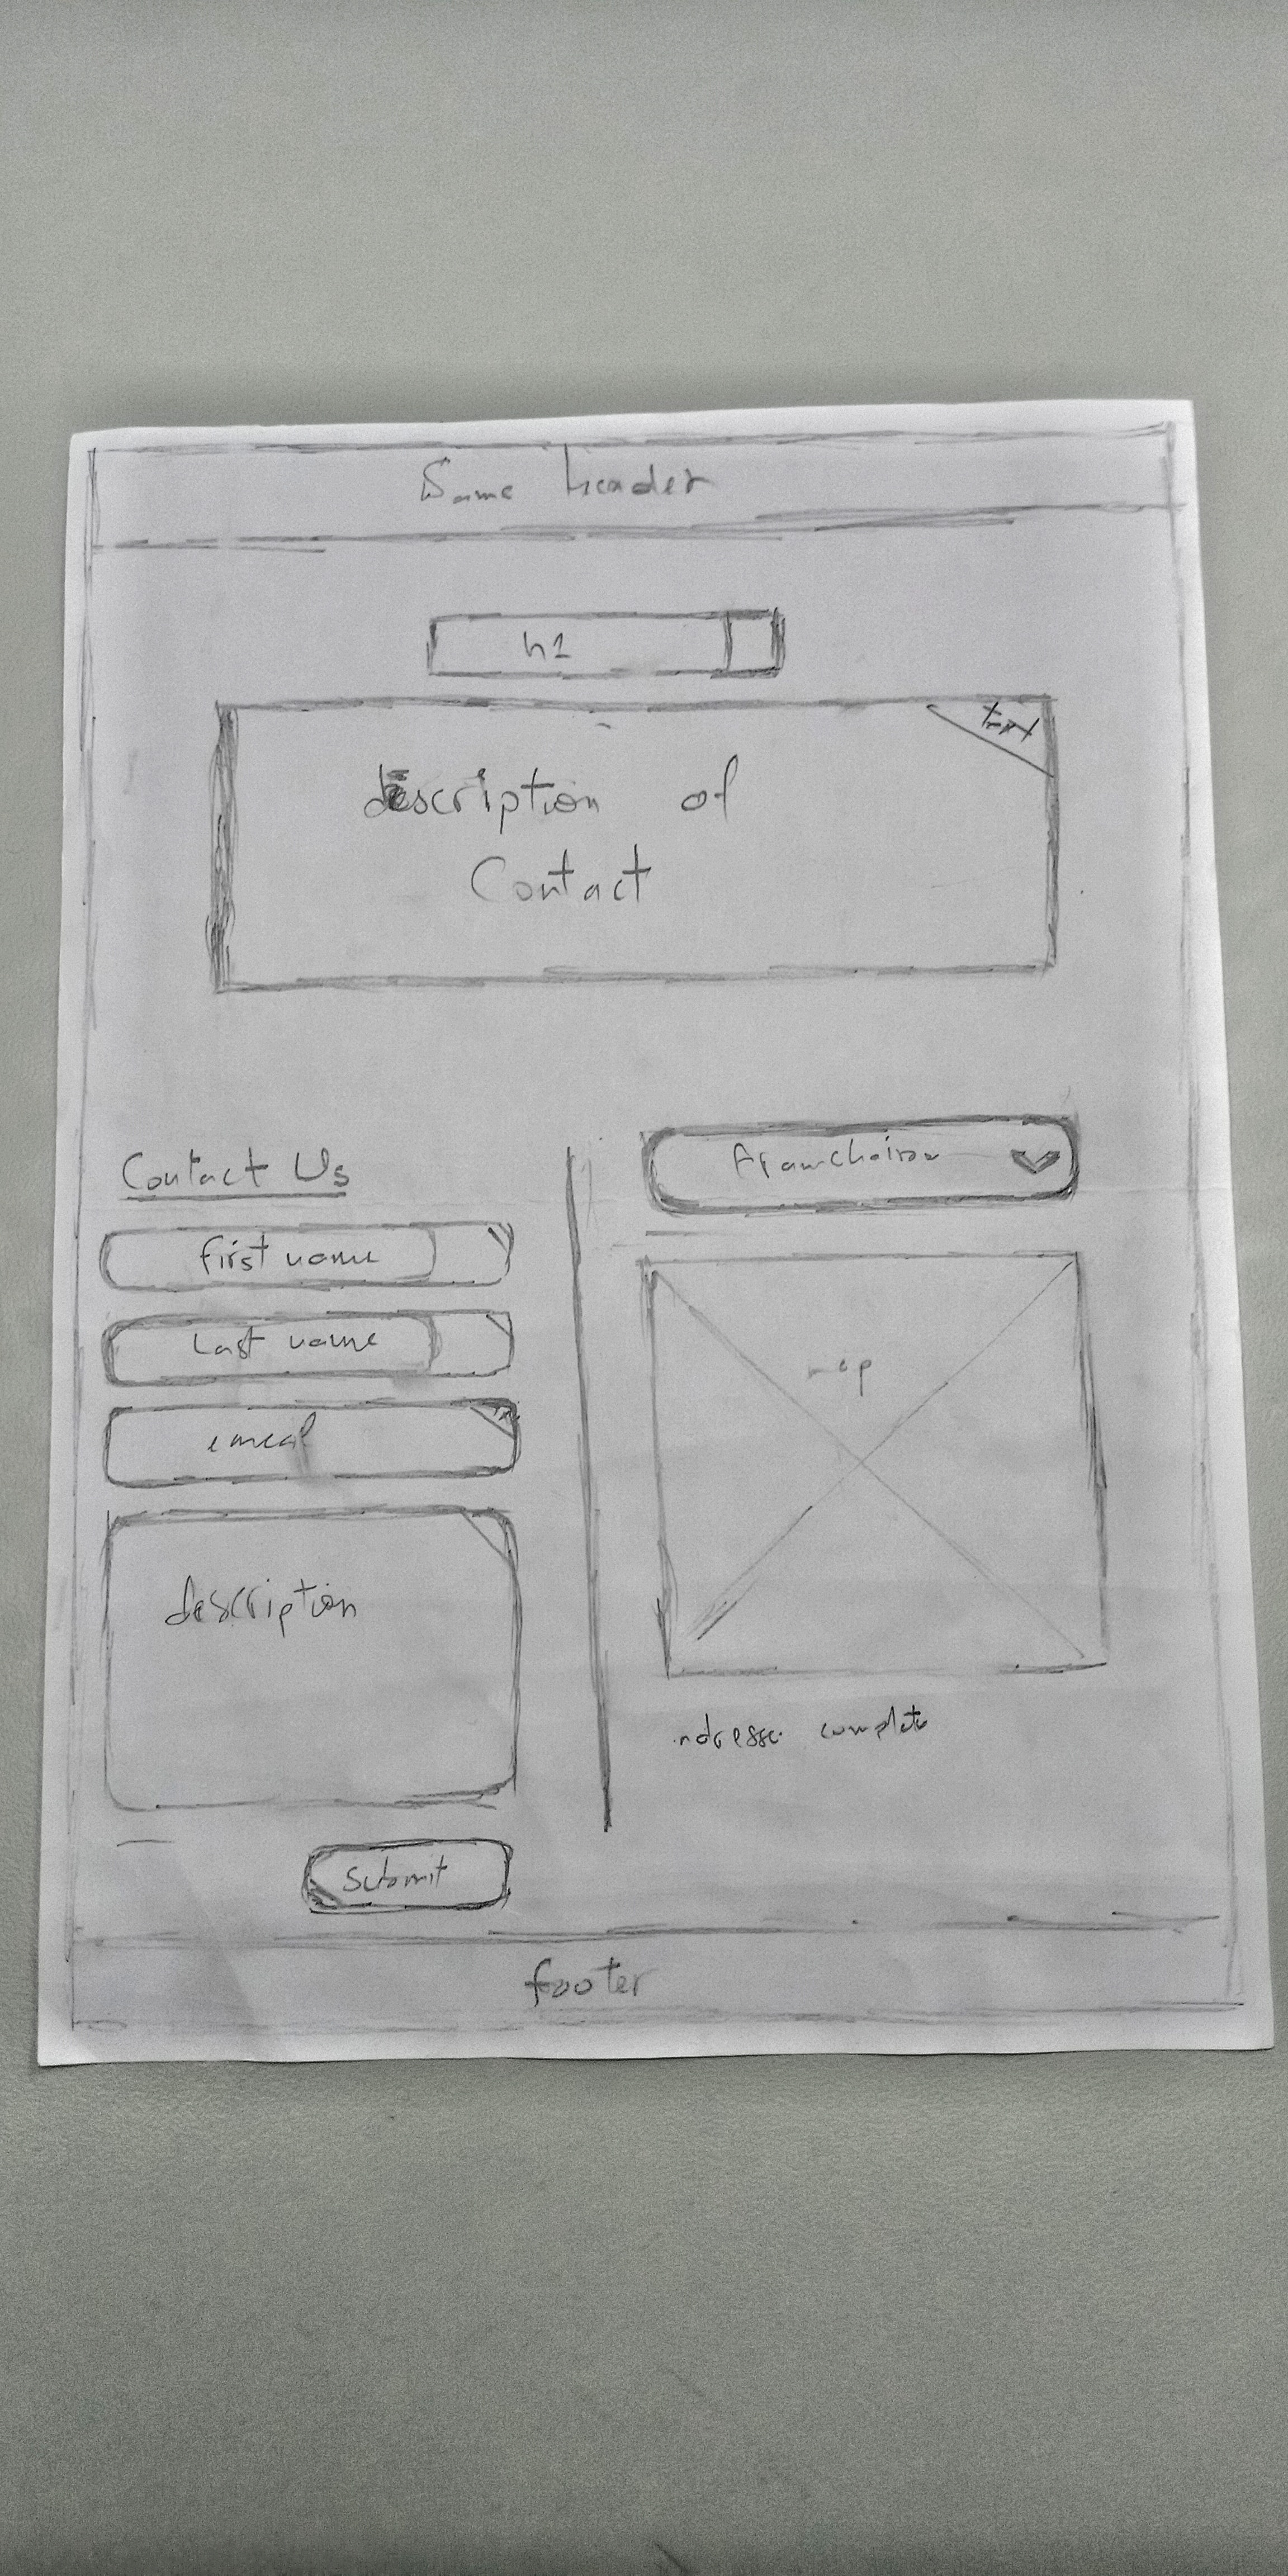 Same header
h1
text
description of
Contact
Contact Us
first name
Last name
email
description
Submit
map
adresse complete
footer